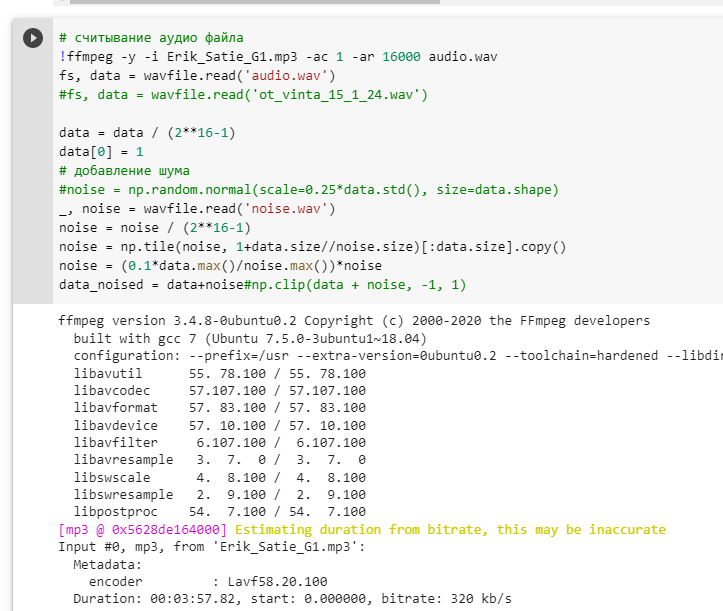 # считывание аудио файла
!ffmpeg -y -i Erik_Satie_G1.mp3 -ac 1 -ar 16000 audio.wav
fs, data = wavfile.read('audio.wav')
#fs, data = wavfile.read('ot_vinta_15_1_24.wav')
data = data / (2**16-1)
data[0] = 1
# добавление шума
#noise = np.random.normal(scale=0.25*data.std(), size=data.shape)
_, noise = wavfile.read('noise.wav')
noise = noise / (2**16-1)
noise = np.tile(noise, 1+data.size//noise.size)[:data.size].copy()
noise = (0.1*data.max()/noise.max())*noise
data_noised = data+noise#np.clip(data + noise, -1, 1)
ffmpeg version 3.4.8-0ubuntu0.2 Copyright (c) 2000-2020 the FFmpeg developers
  built with gcc 7 (Ubuntu 7.5.0-3ubuntu1~18.04)
  configuration: --prefix=/usr --extra-version=0ubuntu0.2 --toolchain=hardened --libdir
  libavutil      55. 78.100 / 55. 78.100
  libavcodec     57.107.100 / 57.107.100
  libavformat    57. 83.100 / 57. 83.100
  libavdevice    57. 10.100 / 57. 10.100
  libavfilter     6.107.100 /  6.107.100
  libavresample   3.  7.  0 /  3.  7.  0
  libswscale      4.  8.100 /  4.  8.100
  libswresample   2.  9.100 /  2.  9.100
  libpostproc    54.  7.100 / 54.  7.100
[mp3 @ 0x5628de164000] Estimating duration from bitrate, this may be inaccurate
Input #0, mp3, from 'Erik_Satie_G1.mp3':
  Metadata:
    encoder         : Lavf58.20.100
  Duration: 00:03:57.82, start: 0.000000, bitrate: 320 kb/s